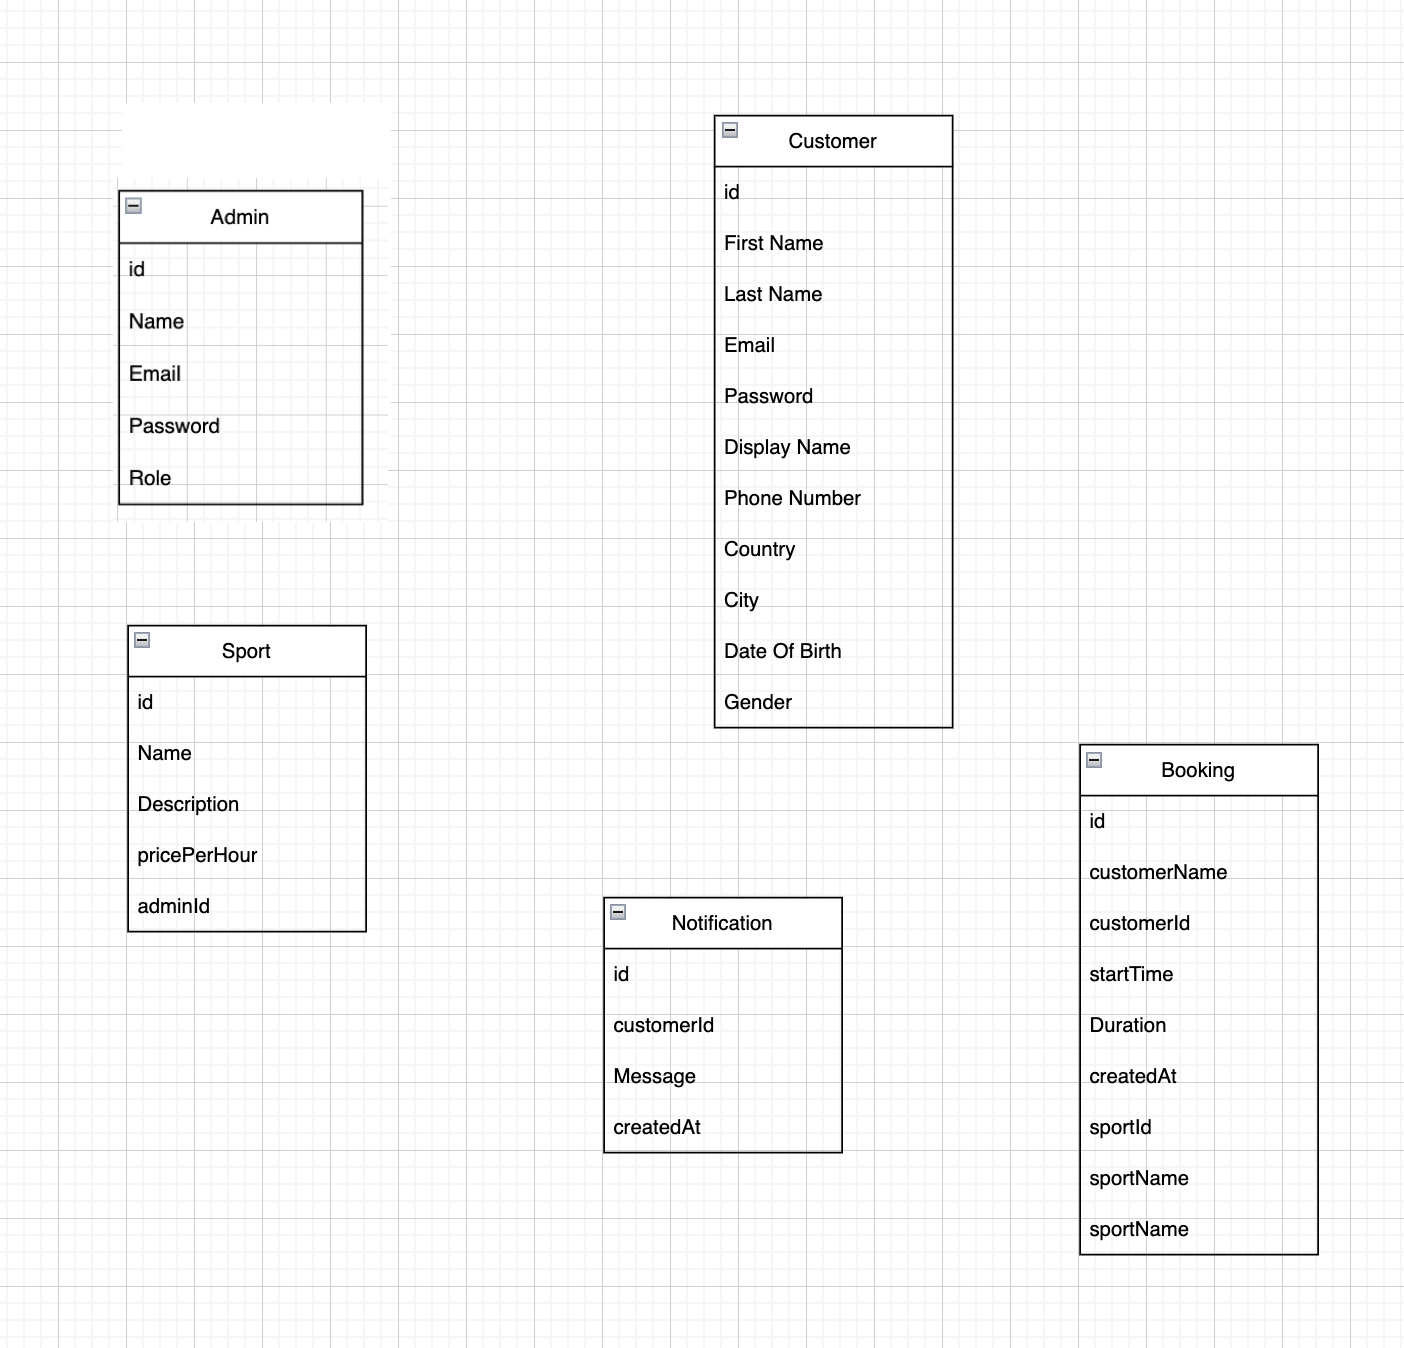 Admin
id
Name
Email
Password
Role
Customer
id
First Name
Last Name
Email
Password
Display Name
Phone Number
Country
City
Date Of Birth
Gender
Sport
id
Name
Description
pricePerHour
adminId
Notification
id
customerId
Message
createdAt
Booking
id
customerName
customerId
startTime
Duration
createdAt
sportId
sportName
sportName